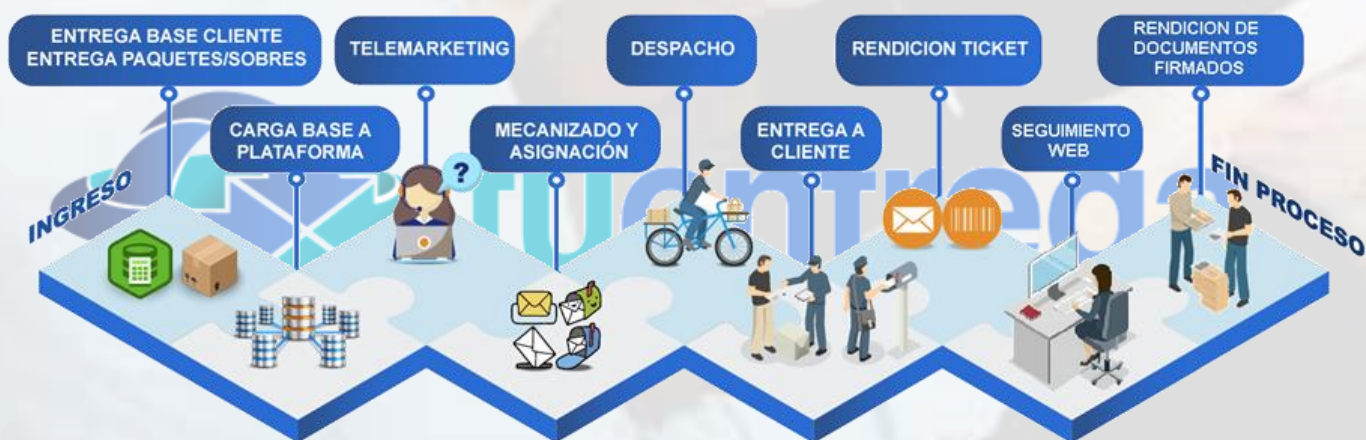 INGRESO
ENTREGA BASE CLIENTE
ENTREGA PAQUETES/SOBRES
CARGA BASE A
PLATAFORMA
TELEMARKETING
?
MECANIZADO Y
ASIGNACIÓN
DESPACHO
ENTREGA A
CLIENTE
RENDICION TICKET
SEGUIMIENTO
WEB
RENDICION DE
DOCUMENTOS
FIRMADOS
FIN PROCESO
tuentrega